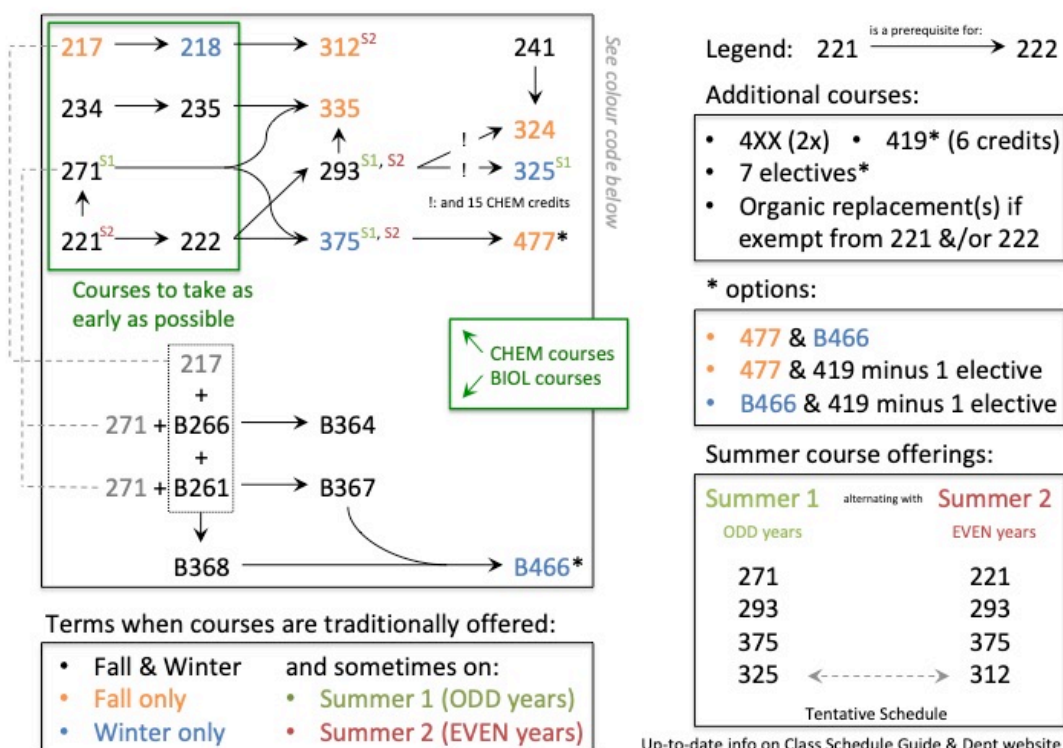 217 218 312S2 241
234 235 335
324
271S1 293S1, S2 ! 325S1
!
!: and 15 CHEM credits
221S2 222 375S1, S2 477*
See colour code below
Courses to take as
early as possible
CHEM courses
BIOL courses
217
+
271 + B266 B364
+
271 + B261 B367
B368 B466*
Terms when courses are traditionally offered:
• Fall & Winter and sometimes on:
• Fall only • Summer 1 (ODD years)
• Winter only • Summer 2 (EVEN years)
Legend: 221 is a prerequisite for: 222
Additional courses:
• 4XX (2x) • 419* (6 credits)
• 7 electives*
• Organic replacement(s) if
exempt from 221 &/or 222
* options:
• 477 & B466
• 477 & 419 minus 1 elective
• B466 & 419 minus 1 elective
Summer course offerings:
Summer 1 alternating with Summer 2
ODD years EVEN years
271 221
293 293
375 375
325 312
Tentative Schedule
Up-to-date info on Class Schedule Guide & Dept website